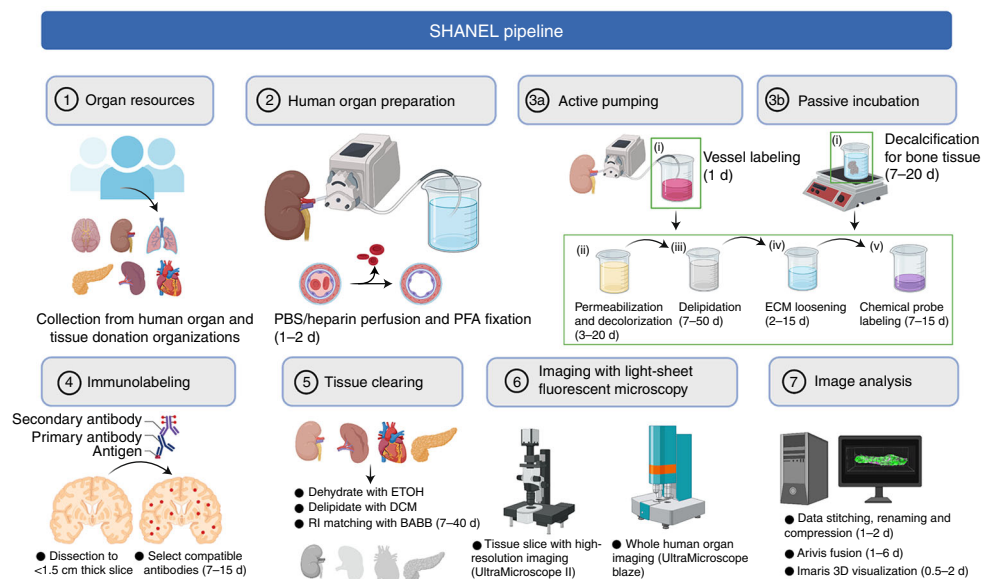 SHANEL pipeline
1 Organ resources
Collection from human organ and
tissue donation organizations
2 Human organ preparation
PBS/heparin perfusion and PFA fixation
(1–2 d)
3a Active pumping
(i)
Vessel labeling
(1 d)
3b Passive incubation
(i)
Decalcification
for bone tissue
(7–20 d)
(ii)
Permeabilization
and decolorization
(3–20 d)
(iii)
Delipidation
(7–50 d)
(iv)
ECM loosening
(2–15 d)
(v)
Chemical probe
labeling (7–15 d)
4 Immunolabeling
Secondary antibody
Primary antibody
Antigen
● Dissection to
<1.5 cm thick slice
● Select compatible
antibodies (7–15 d)
5 Tissue clearing
● Dehydrate with ETOH
● Delipidate with DCM
● RI matching with BABB (7–40 d)
6 Imaging with light-sheet
fluorescent microscopy
● Tissue slice with high-
resolution imaging
(UltraMicroscope II)
● Whole human organ
imaging (UltraMicroscope
blaze)
7 Image analysis
● Data stitching, renaming and
compression (1–2 d)
● Arivis fusion (1–6 d)
● Imaris 3D visualization (0.5–2 d)